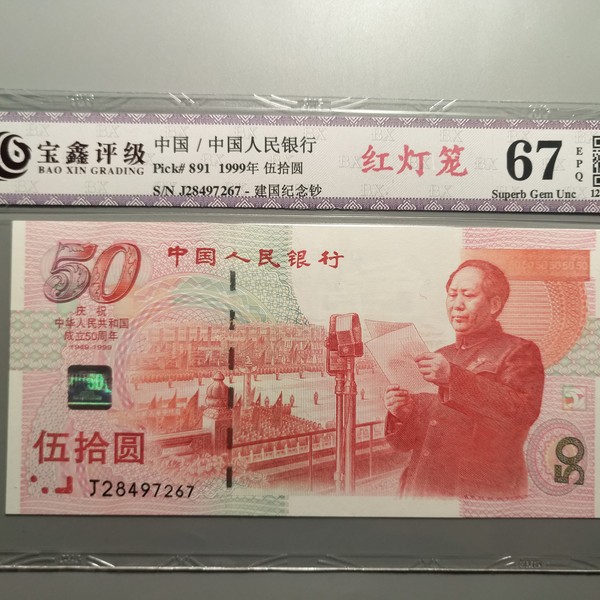 宝鑫评级
BAO XIN GRADING
中国 / 中国人民银行
Pick# 891 1999年 伍拾圆
S/N J28497267 - 建国纪念钞
红灯笼
67
EPQ
Superb Gem Unc
12
50
中国人民银行
庆祝
中华人民共和国
成立50周年
1949-1999
50
伍拾圆
J28497267
50